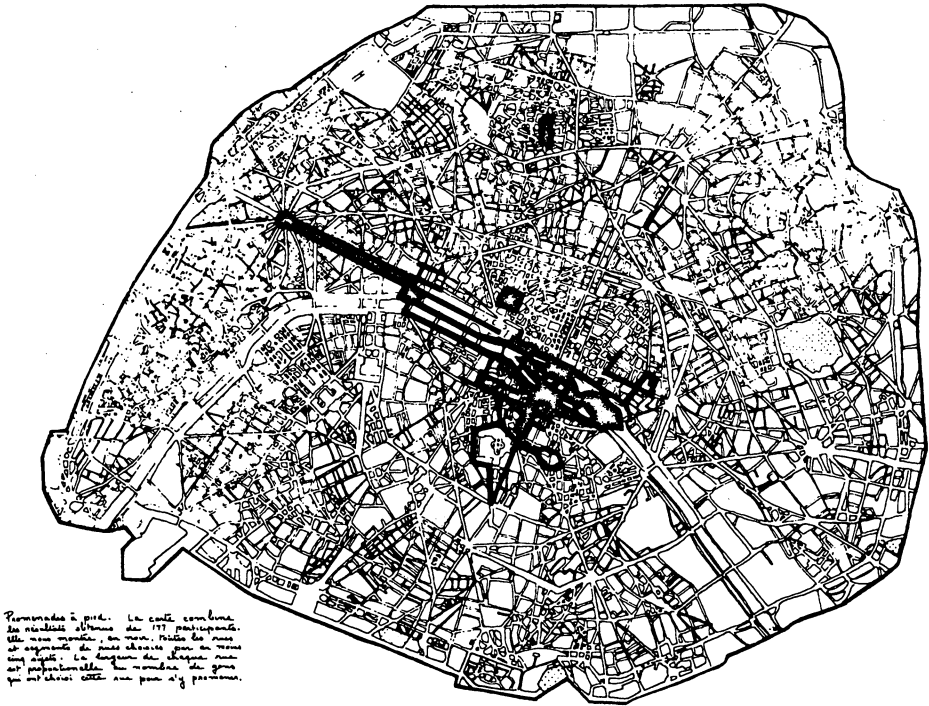 Promenades à pied. La carte combine
les résultats obtenus de 177 participants.
Elle nous montre, en noir, toutes les rues
et segments de rues choisies par au moins
cinq sujets. La largeur de chaque rue
est proportionnelle au nombre de gens
qui ont choisi cette rue pour s'y promener.